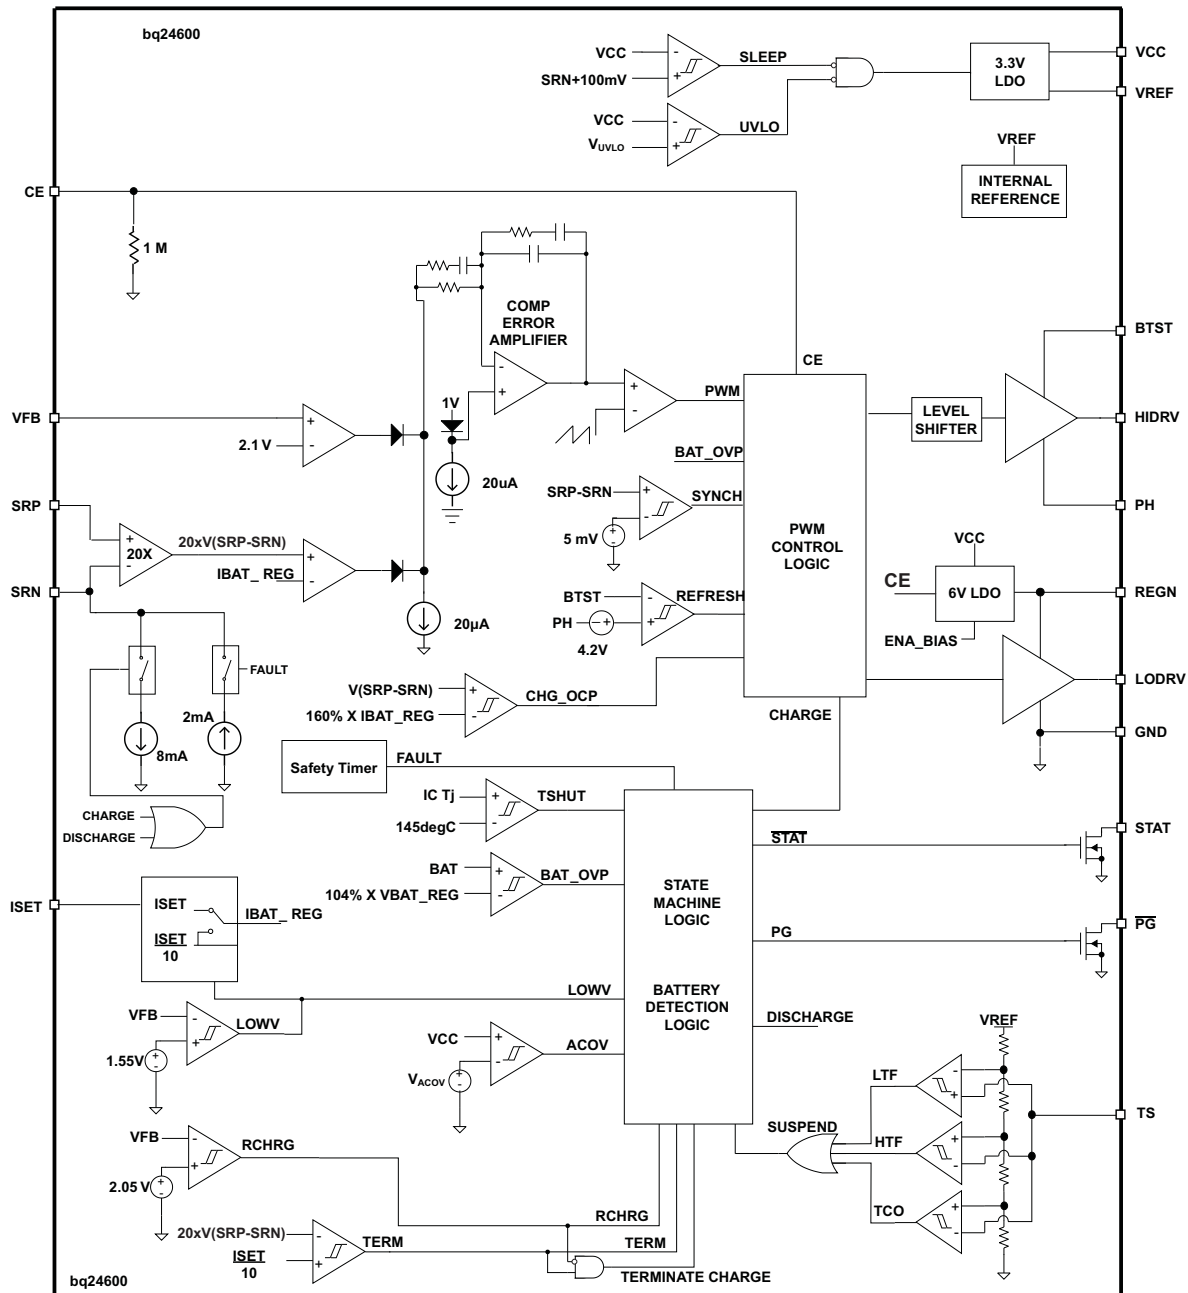 bq24600
VCC
SRN+100mV
SLEEP
3.3V
LDO
VCC
VREF
VCC
VUVLO
UVLO
VREF
INTERNAL
REFERENCE
CE
1 M
COMP
ERROR
AMPLIFIER
CE
BTST
1V
PWM
LEVEL
SHIFTER
HIDRV
VFB
2.1 V
BAT_OVP
20uA
SRP-SRN
SYNCH
5 mV
PH
SRP
20X
20xV(SRP-SRN)
IBAT_ REG
PWM
CONTROL
LOGIC
VCC
SRN
CE
6V LDO
REGN
BTST
REFRESH
PH
4.2V
20µA
ENA_BIAS
FAULT
V(SRP-SRN)
160% X IBAT_REG
CHG_OCP
LODRV
2mA
8mA
CHARGE
GND
Safety Timer
FAULT
IC Tj
145degC
TSHUT
CHARGE
DISCHARGE
STAT
STAT
BAT
104% X VBAT_REG
BAT_OVP
STATE
MACHINE
LOGIC
ISET
ISET
IBAT_ REG
ISET
10
PG
PG
LOWV
BATTERY
DETECTION
LOGIC
DISCHARGE
VFB
LOWV
1.55V
VCC
ACOV
VACOV
VREF
LTF
TS
SUSPEND
HTF
VFB
RCHRG
2.05 V
RCHRG
TCO
20xV(SRP-SRN)
ISET
10
TERM
TERM
TERMINATE CHARGE
bq24600